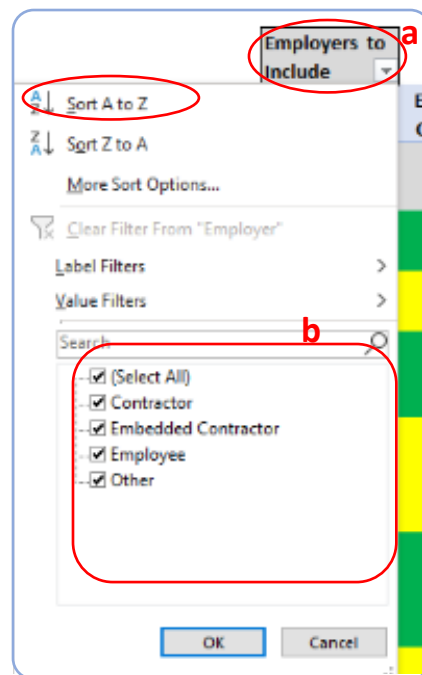 Employers to
a
Include
Sort A to Z
Sort Z to A
More Sort Options...
Clear Filter From "Employer"
Label Filters
Value Filters
b
Search
(Select All)
Contractor
Embedded Contractor
Employee
Other
OK
Cancel